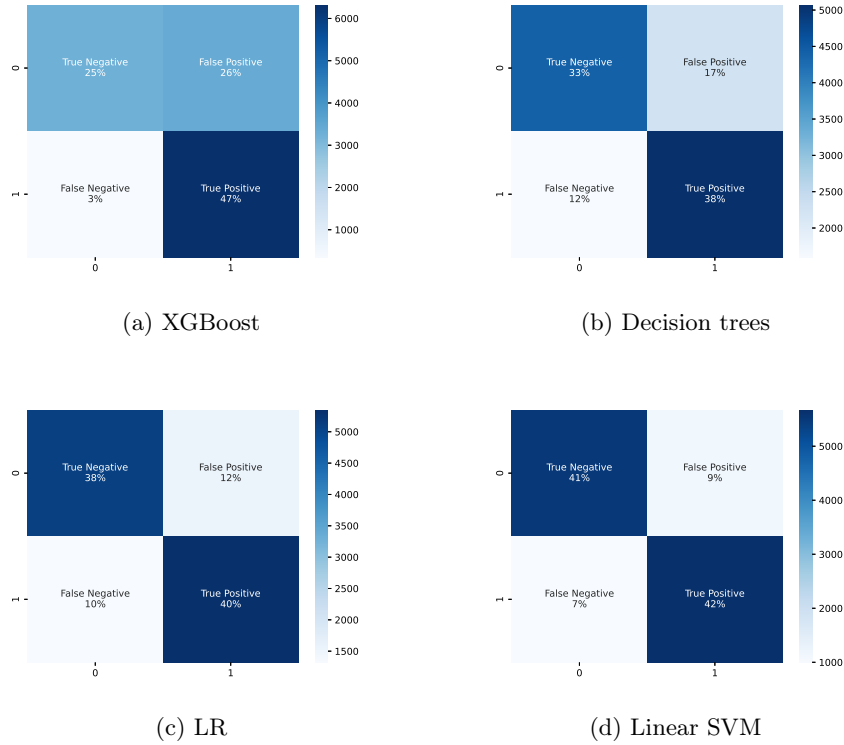 True Negative
25%
False Positive
26%
False Negative
3%
True Positive
47%
0
1
0
1
6000
5000
4000
3000
2000
1000
(a) XGBoost
True Negative
33%
False Positive
17%
False Negative
12%
True Positive
38%
0
1
0
1
5000
4500
4000
3500
3000
2500
2000
(b) Decision trees
True Negative
38%
False Positive
12%
False Negative
10%
True Positive
40%
0
1
0
1
5000
4500
4000
3500
3000
2500
2000
1500
(c) LR
True Negative
41%
False Positive
9%
False Negative
7%
True Positive
42%
0
1
0
1
5000
4000
3000
2000
1000
(d) Linear SVM